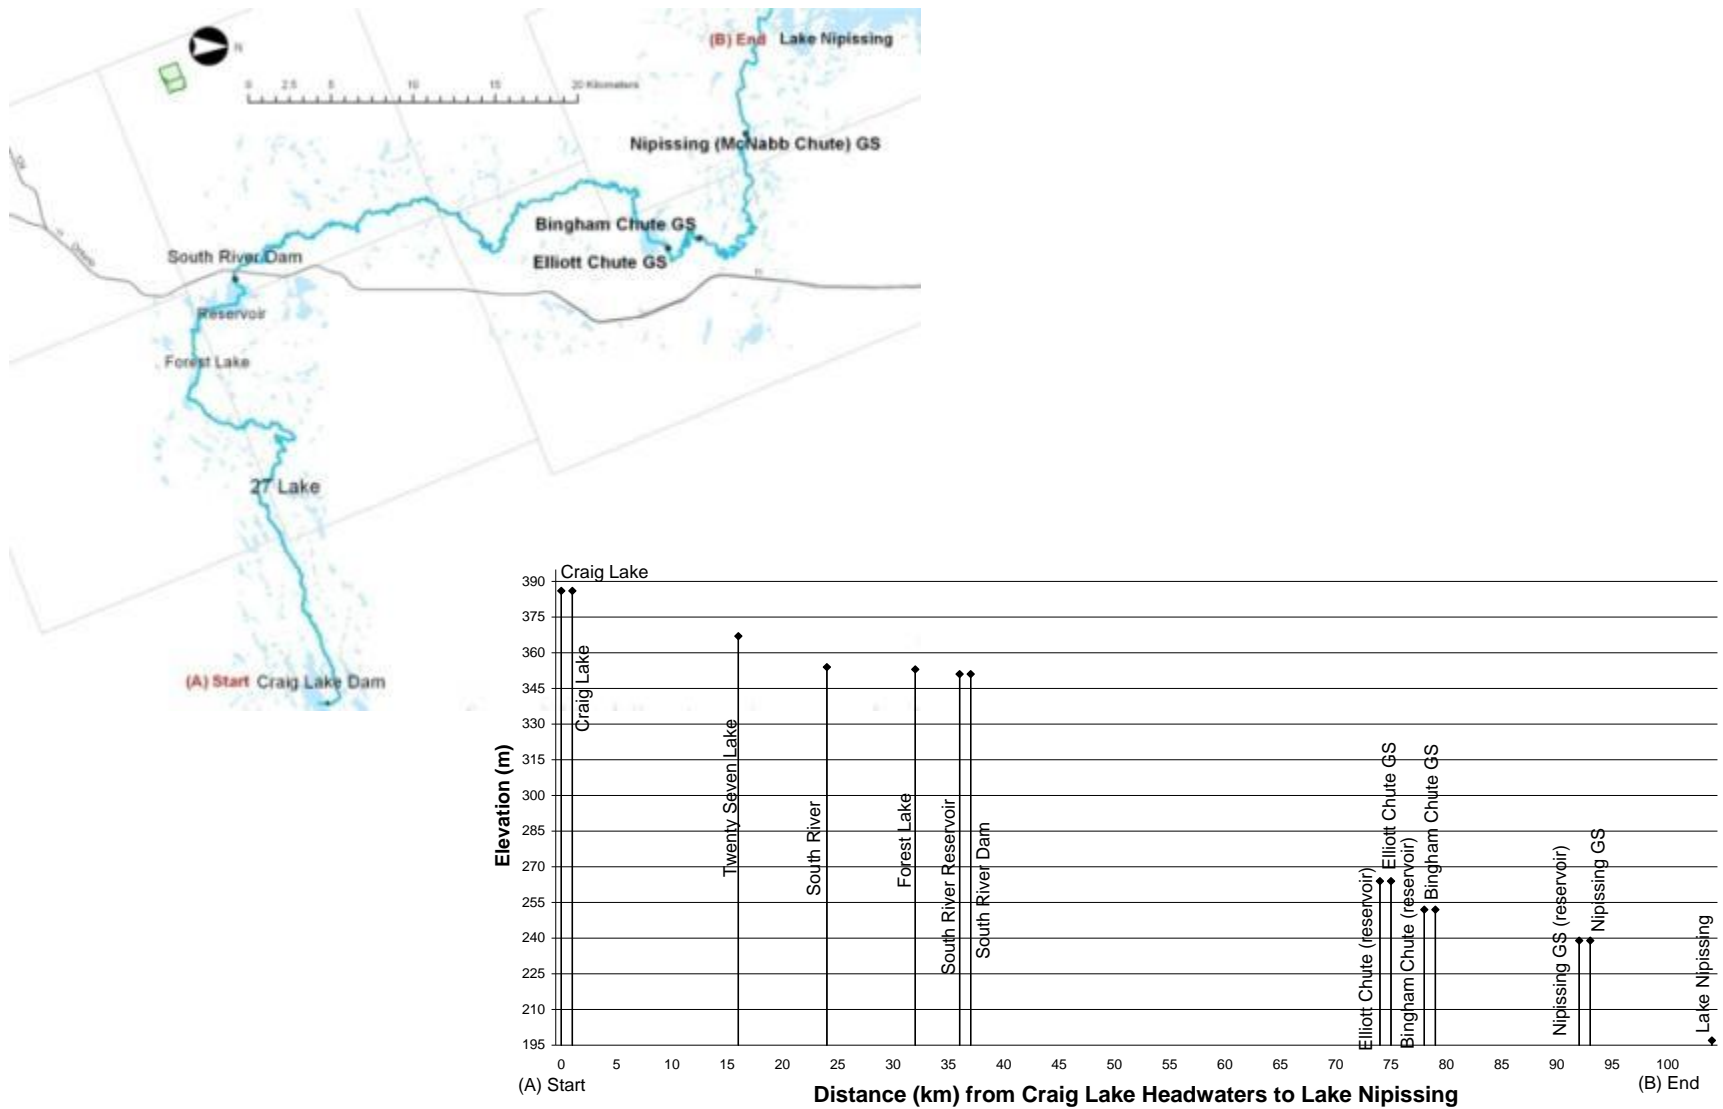 (B) End Lake Nipissing
N
0 2.5 5 10 15 20 Kilometers
Nipissing (McNabb Chute) GS
Bingham Chute GS
Elliott Chute GS
South River Dam
Reservoir
Forest Lake
27 Lake
(A) Start Craig Lake Dam
Craig Lake
390
375
360
345
330
315
300
285
270
255
240
225
210
195
Elevation (m)
Craig Lake
Twenty Seven Lake
South River
Forest Lake
South River Reservoir
South River Dam
Elliott Chute (reservoir)
Elliott Chute GS
Bingham Chute (reservoir)
Bingham Chute GS
Nipissing GS (reservoir)
Nipissing GS
Lake Nipissing
0 5 10 15 20 25 30 35 40 45 50 55 60 65 70 75 80 85 90 95 100
(A) Start
Distance (km) from Craig Lake Headwaters to Lake Nipissing
(B) End